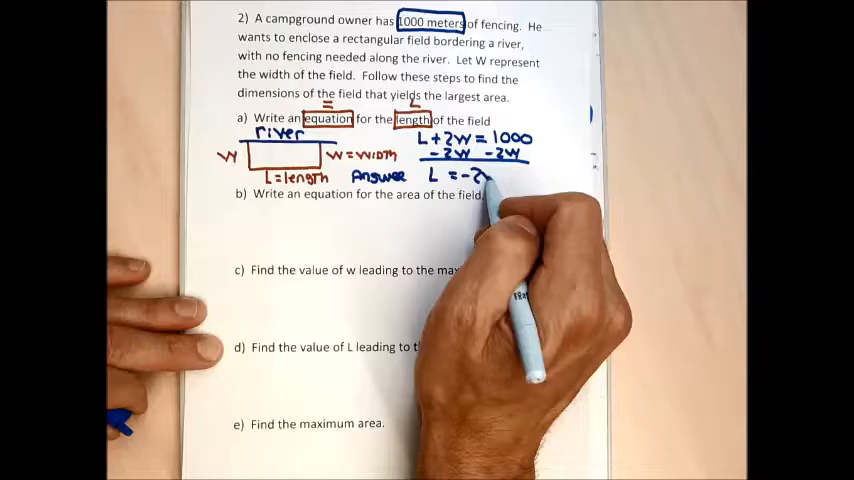 2) A campground owner has 1000 meters of fencing. He
wants to enclose a rectangular field bordering a river,
with no fencing needed along the river. Let W represent
the width of the field. Follow these steps to find the
dimensions of the field that yields the largest area.
= L
a) Write an equation for the length of the field
river
L+2W=1000
W W=WIDTH -2W -2W
L=length Answer L =-2W
b) Write an equation for the area of the field.
c) Find the value of w leading to the
d) Find the value of L leading to
e) Find the maximum area.